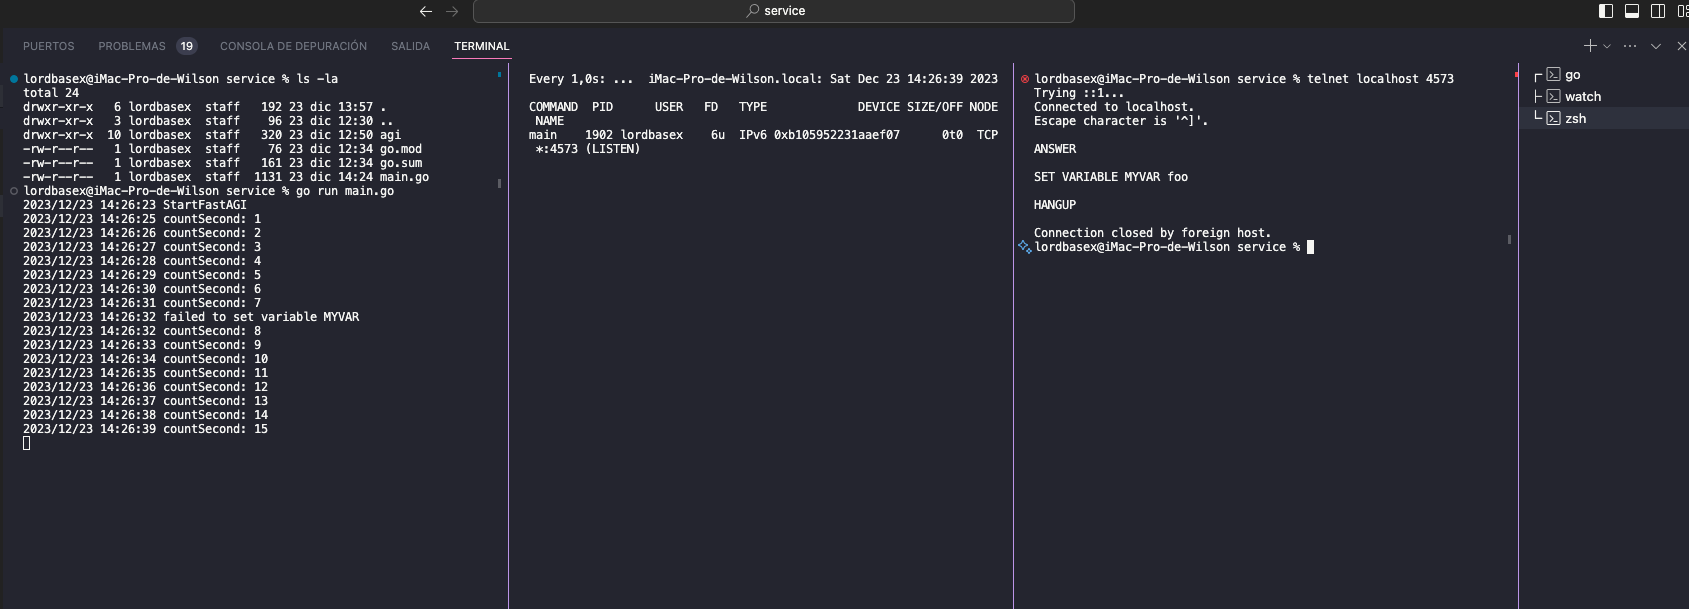 service
PUERTOS PROBLEMAS 19 CONSOLA DE DEPURACIÓN SALIDA TERMINAL
lordbasex@iMac-Pro-de-Wilson service % ls -la
total 24
drwxr-xr-x 6 lordbasex staff 192 23 dic 13:57 .
drwxr-xr-x 3 lordbasex staff 96 23 dic 12:30 ..
drwxr-xr-x 10 lordbasex staff 320 23 dic 12:50 agi
-rw-r--r-- 1 lordbasex staff 76 23 dic 12:34 go.mod
-rw-r--r-- 1 lordbasex staff 161 23 dic 12:34 go.sum
-rw-r--r-- 1 lordbasex staff 1131 23 dic 14:24 main.go
lordbasex@iMac-Pro-de-Wilson service % go run main.go
2023/12/23 14:26:23 StartFastAGI
2023/12/23 14:26:25 countSecond: 1
2023/12/23 14:26:26 countSecond: 2
2023/12/23 14:26:27 countSecond: 3
2023/12/23 14:26:28 countSecond: 4
2023/12/23 14:26:29 countSecond: 5
2023/12/23 14:26:30 countSecond: 6
2023/12/23 14:26:31 countSecond: 7
2023/12/23 14:26:32 failed to set variable MYVAR
2023/12/23 14:26:32 countSecond: 8
2023/12/23 14:26:33 countSecond: 9
2023/12/23 14:26:34 countSecond: 10
2023/12/23 14:26:35 countSecond: 11
2023/12/23 14:26:36 countSecond: 12
2023/12/23 14:26:37 countSecond: 13
2023/12/23 14:26:38 countSecond: 14
2023/12/23 14:26:39 countSecond: 15
Every 1,0s: ... iMac-Pro-de-Wilson.local: Sat Dec 23 14:26:39 2023
COMMAND PID USER FD TYPE DEVICE SIZE/OFF NODE
NAME
main 1902 lordbasex 6u IPv6 0xb105952231aaef07 0t0 TCP
*:4573 (LISTEN)
lordbasex@iMac-Pro-de-Wilson service % telnet localhost 4573
Trying ::1...
Connected to localhost.
Escape character is '^]'.
ANSWER
SET VARIABLE MYVAR foo
HANGUP
Connection closed by foreign host.
lordbasex@iMac-Pro-de-Wilson service %
go
watch
zsh